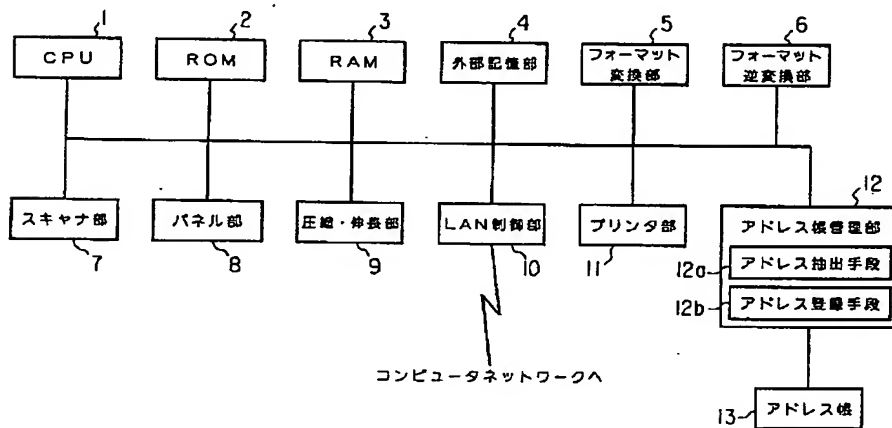 1
2
3
4
5
6
CPU
ROM
RAM
外部記憶部
フォーマット
変換部
フォーマット
逆変換部
スキャナ部
パネル部
圧縮・伸長部
LAN制御部
プリンタ部
12
アドレス帳管理部
7
8
9
10
11
12a
アドレス抽出手段
12b
アドレス登録手段
コンピュータネットワークへ
13
アドレス帳